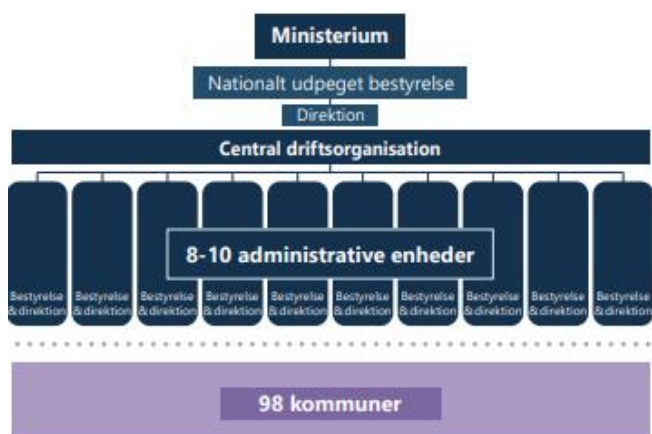 Ministerium
Nationalt udpeget bestyrelse
Direktion
Central driftsorganisation
8-10 administrative enheder
Bestyrelse
& direktion
Bestyrelse
& direktion
Bestyrelse
& direktion
Bestyrelse
& direktion
Bestyrelse
& direktion
Bestyrelse
& direktion
Bestyrelse
& direktion
Bestyrelse
& direktion
Bestyrelse
& direktion
Bestyrelse
& direktion
98 kommuner